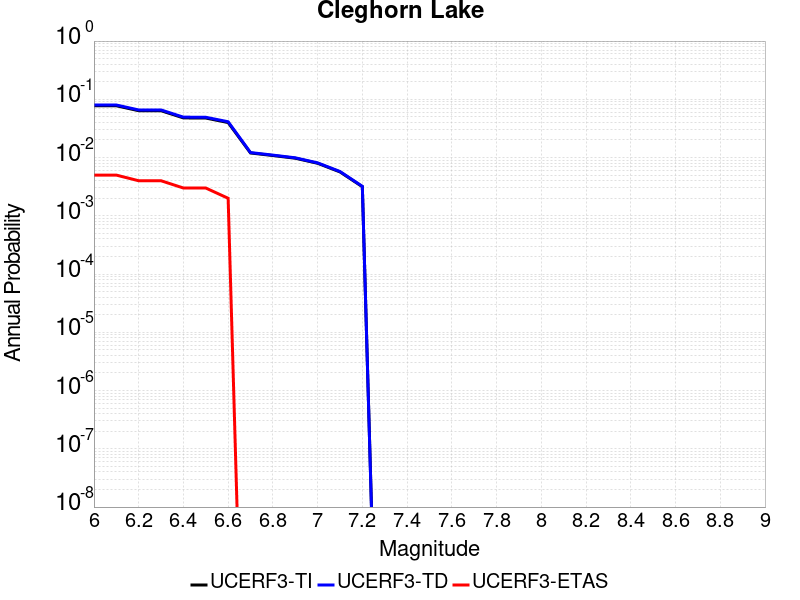 Cleghorn Lake
Annual Probability
10^0
10^-1
10^-2
10^-3
10^-4
10^-5
10^-6
10^-7
10^-8
6 6.2 6.4 6.6 6.8 7 7.2 7.4 7.6 7.8 8 8.2 8.4 8.6 8.8 9
Magnitude
UCERF3-TI UCERF3-TD UCERF3-ETAS